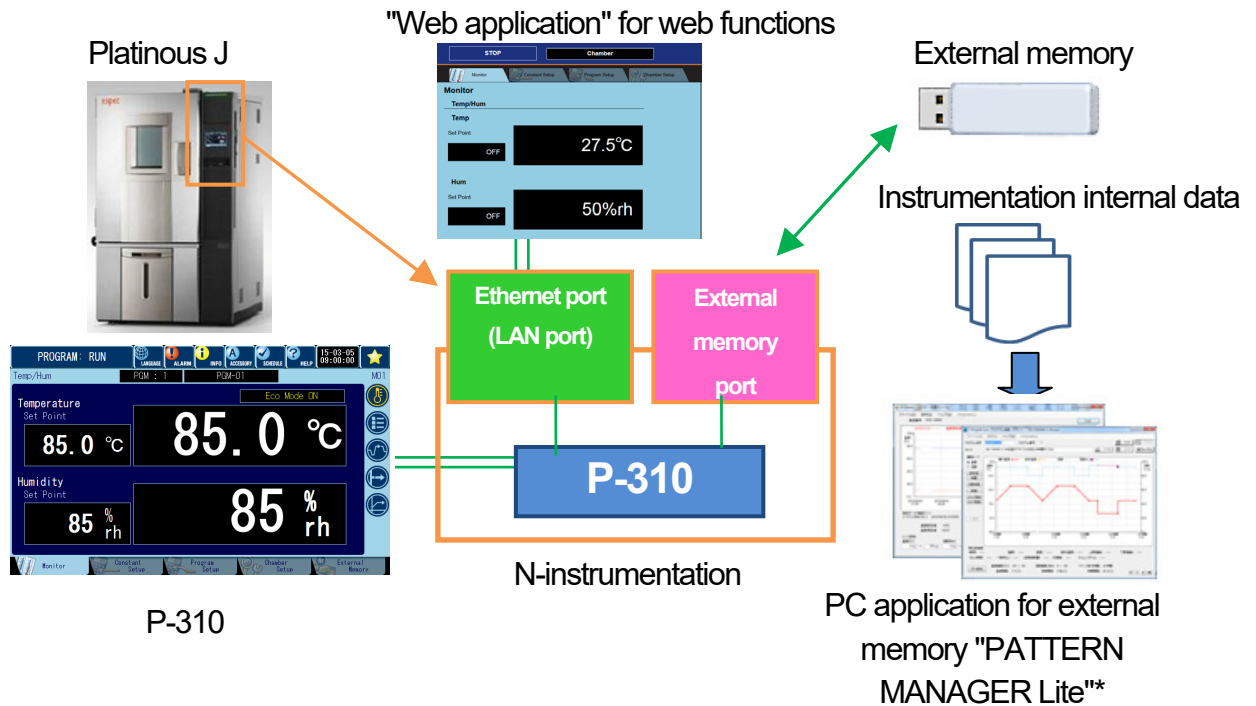 "Web application" for web functions
Platinous J
External memory
espec
STOP
Chamber
Monitor
Constant Setup
Program Setup
Chamber Setup
Monitor
Temp/Hum
Temp
Set Point
OFF
27.5°C
Hum
Set Point
OFF
50%rh
Instrumentation internal data
Ethernet port
(LAN port)
External
memory
port
P-310
N-instrumentation
PROGRAM: RUN
LANGUAGE
ALARM
INFO
ACCESSORY
SCHEDULE
HELP
15-03-05
09:00:00
Temp/Hum
PGM : 1
PGM-01
M01
Eco Mode ON
Temperature
Set Point
85.0 °C
85.0 °C
Humidity
Set Point
85 % rh
85 % rh
Monitor
Constant Setup
Program Setup
Chamber Setup
External Memory
P-310
PC application for external
memory "PATTERN
MANAGER Lite"*